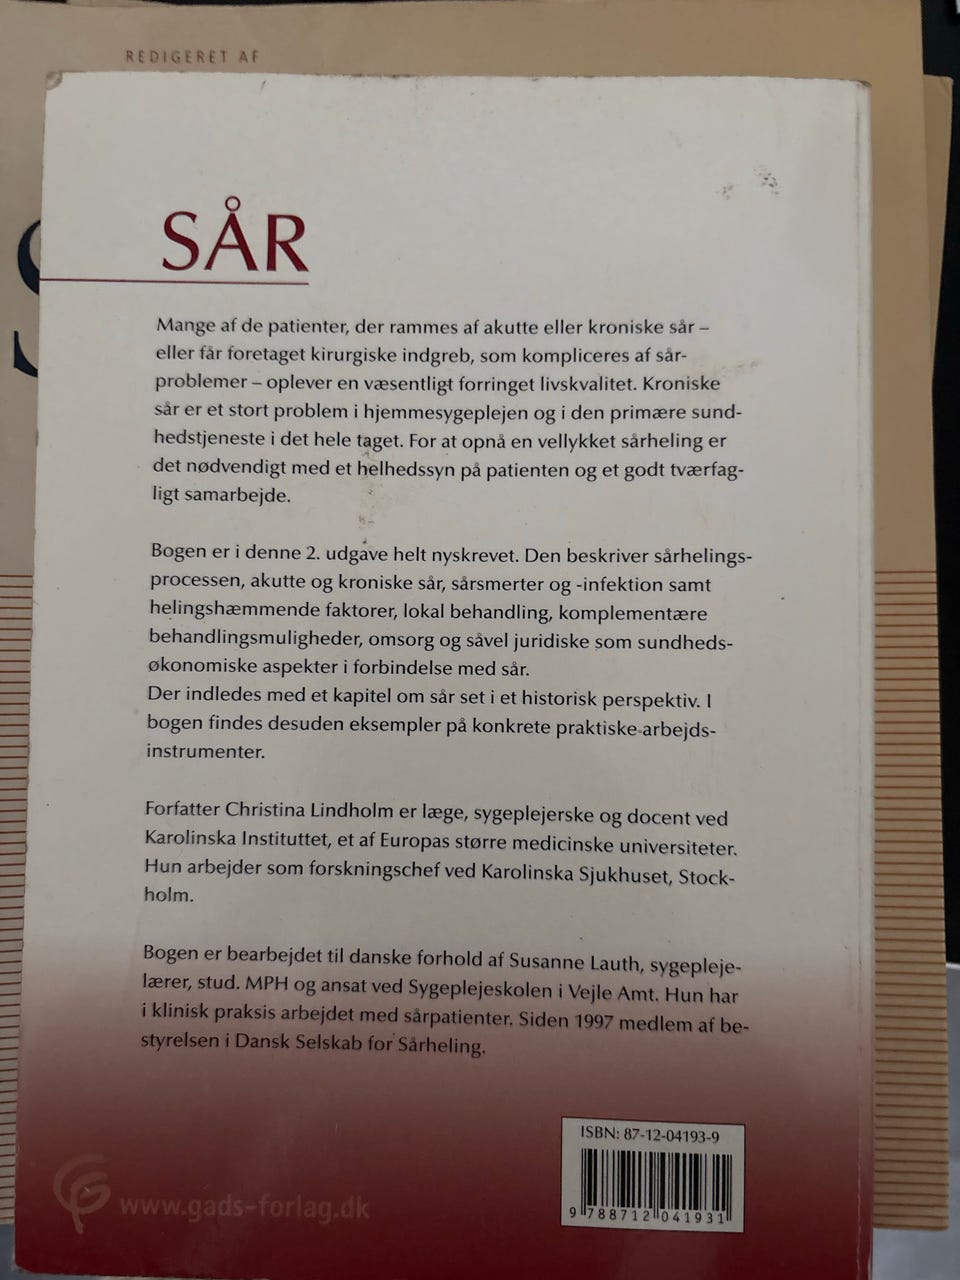 REDIGERET AF
SÅR
Mange af de patienter, der rammes af akutte eller kroniske sår –
eller får foretaget kirurgiske indgreb, som kompliceres af sår-
problemer – oplever en væsentligt forringet livskvalitet. Kroniske
sår er et stort problem i hjemmesygeplejen og i den primære sund-
hedstjeneste i det hele taget. For at opnå en vellykket sårheling er
det nødvendigt med et helhedssyn på patienten og et godt tværfag-
ligt samarbejde.
Bogen er i denne 2. udgave helt nyskrevet. Den beskriver sårhelings-
processen, akutte og kroniske sår, sårsmerter og -infektion samt
helingshæmmende faktorer, lokal behandling, komplementære
behandlingsmuligheder, omsorg og såvel juridiske som sundheds-
økonomiske aspekter i forbindelse med sår.
Der indledes med et kapitel om sår set i et historisk perspektiv. I
bogen findes desuden eksempler på konkrete praktiske arbejds-
instrumenter.
Forfatter Christina Lindholm er læge, sygeplejerske og docent ved
Karolinska Instituttet, et af Europas større medicinske universiteter.
Hun arbejder som forskningschef ved Karolinska Sjukhuset, Stock-
holm.
Bogen er bearbejdet til danske forhold af Susanne Lauth, sygepleje-
lærer, stud. MPH og ansat ved Sygeplejeskolen i Vejle Amt. Hun har
i klinisk praksis arbejdet med sårpatienter. Siden 1997 medlem af be-
styrelsen i Dansk Selskab for Sårheling.
ISBN: 87-12-04193-9
9 788712 041931
www.gads-forlag.dk